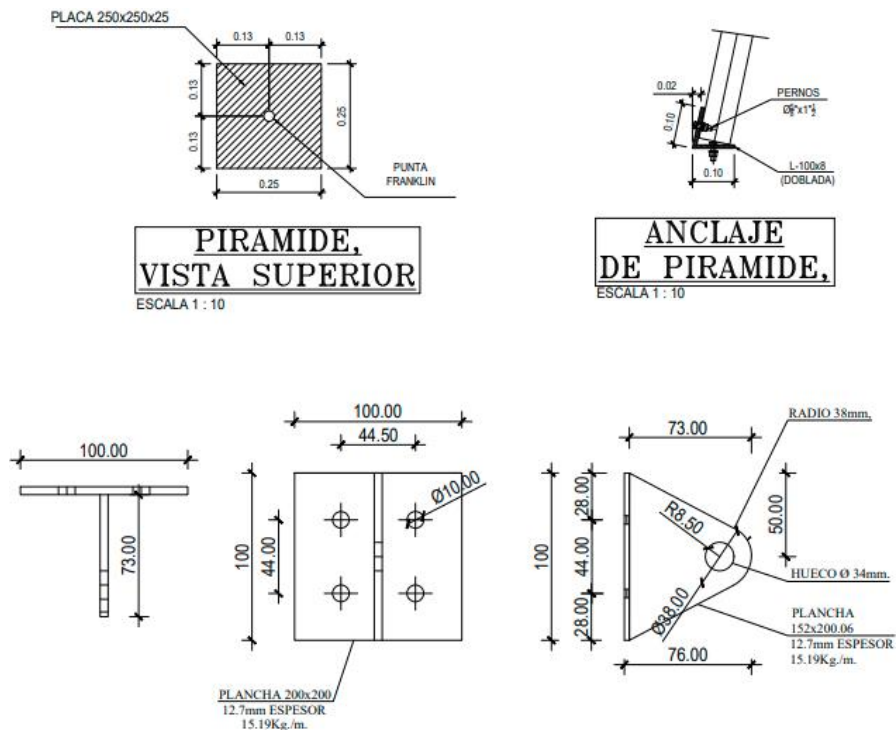 PLACA 250x250x25
0.13 0.13
0.13
0.13
0.25
0.25
PUNTA
FRANKLIN
PIRAMIDE,
VISTA SUPERIOR
ESCALA 1 : 10
0.02
0.10
0.10
PERNOS
L-100x8
(DOBLADA)
ANCLAJE
DE PIRAMIDE,
ESCALA 1 : 10
100.00
73.00
100.00
44.50
Ø10.00
100
44.00
PLANCHA 200x200
12.7mm ESPESOR
15.19Kg./m.
73.00
RADIO 38mm.
100
28.00
44.00
28.00
R8.50
50.00
Ø38.00
HUECO Ø 34mm.
PLANCHA
152x200.06
12.7mm ESPESOR
15.19Kg./m.
76.00